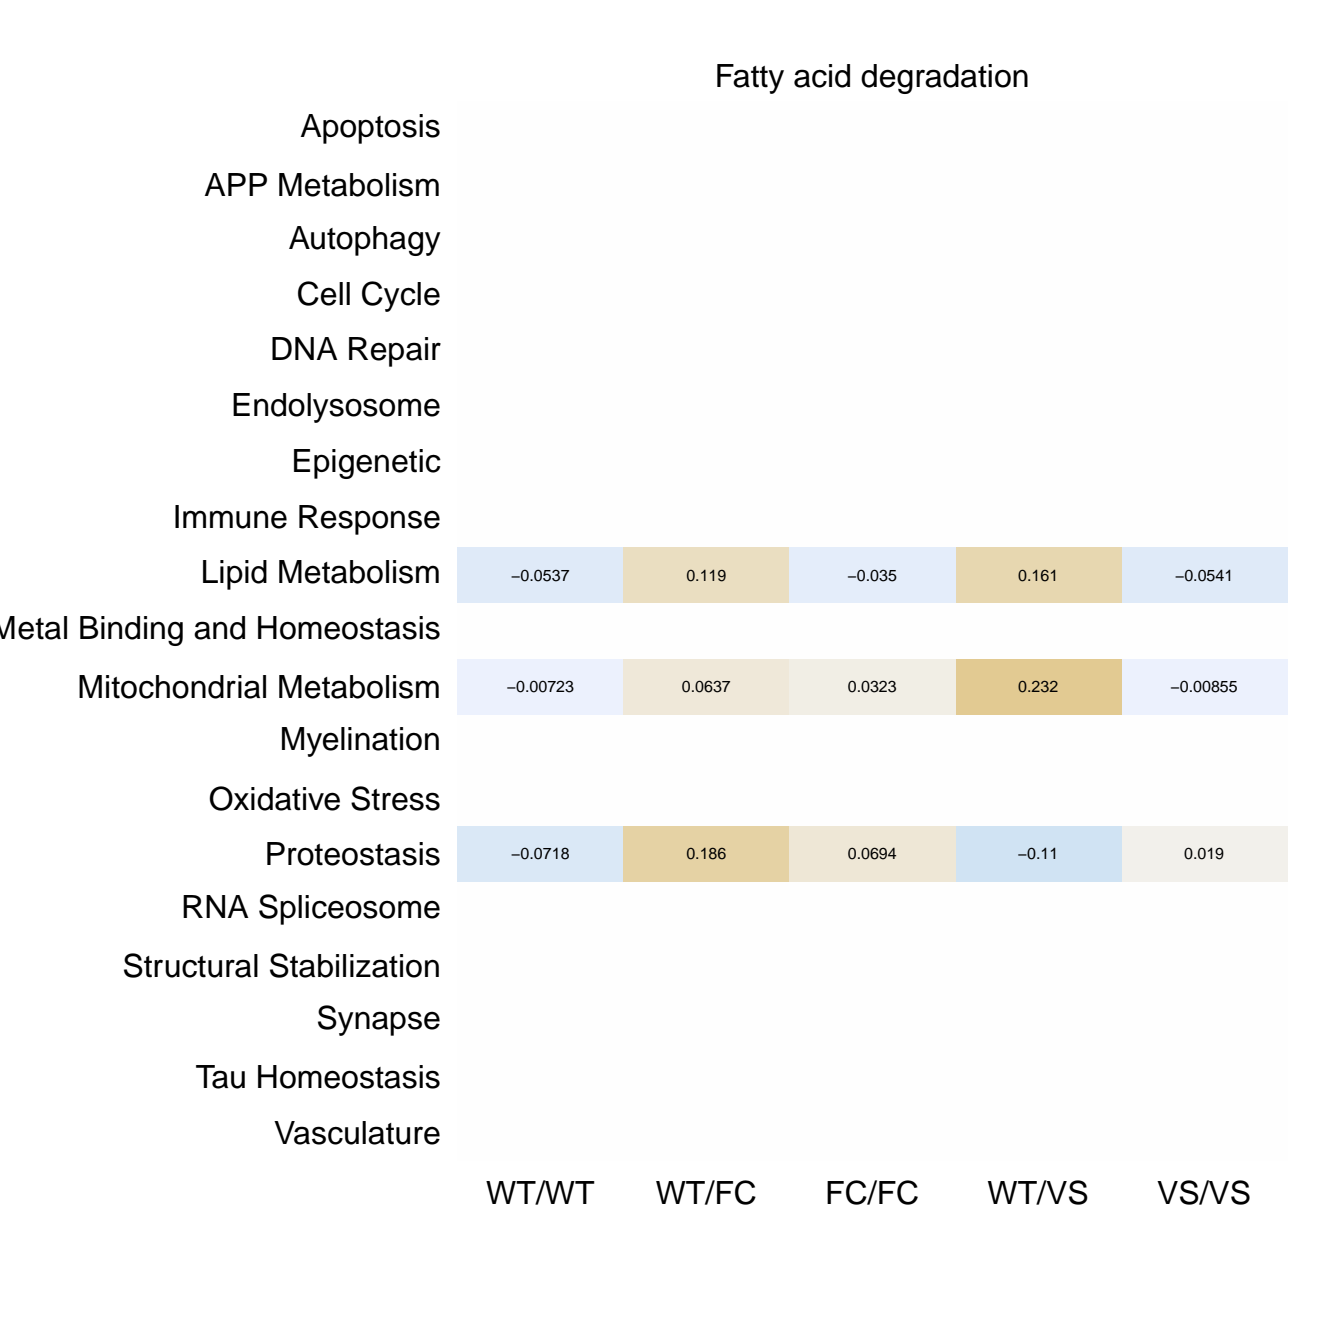 Fatty acid degradation
Apoptosis
APP Metabolism
Autophagy
Cell Cycle
DNA Repair
Endolysosome
Epigenetic
Immune Response
Lipid Metabolism −0.0537 0.119 −0.035 0.161 −0.0541
Metal Binding and Homeostasis
Mitochondrial Metabolism −0.00723 0.0637 0.0323 0.232 −0.00855
Myelination
Oxidative Stress
Proteostasis −0.0718 0.186 0.0694 −0.11 0.019
RNA Spliceosome
Structural Stabilization
Synapse
Tau Homeostasis
Vasculature
WT/WT WT/FC FC/FC WT/VS VS/VS